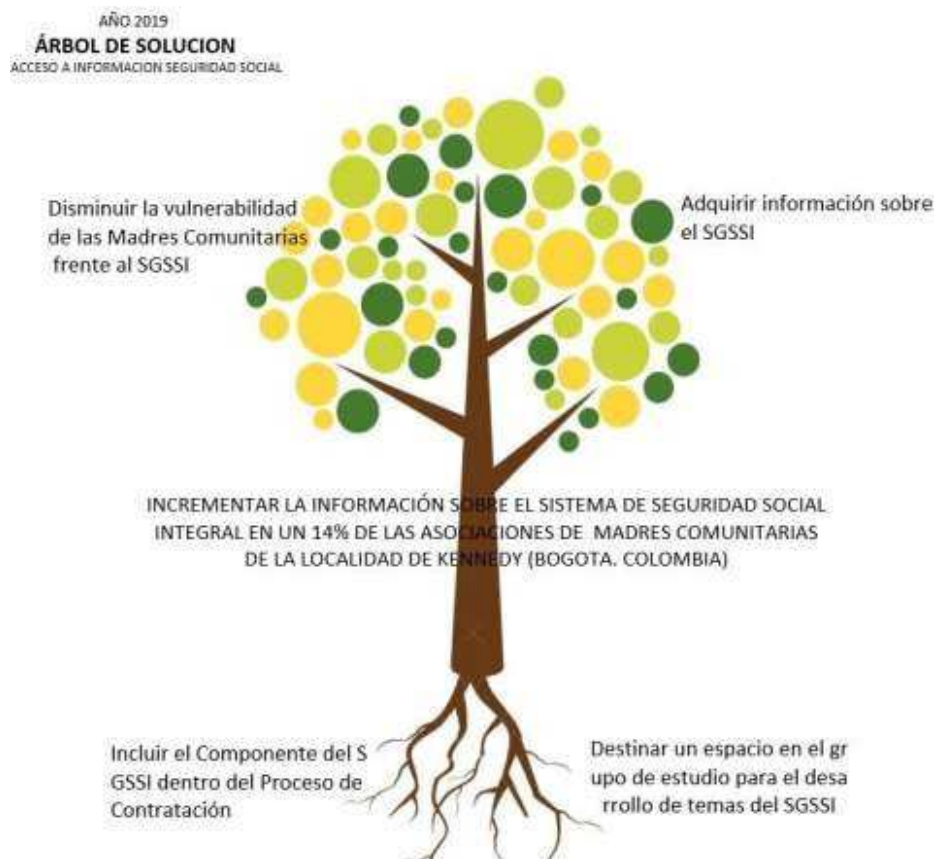 AÑO 2019
ÁRBOL DE SOLUCION
ACCESO A INFORMACION SEGURIDAD SOCIAL
Disminuir la vulnerabilidad
de las Madres Comunitarias
frente al SGSSI
Adquirir información sobre
el SGSSI
INCREMENTAR LA INFORMACIÓN SOBRE EL SISTEMA DE SEGURIDAD SOCIAL
INTEGRAL EN UN 14% DE LAS ASOCIACIONES DE MADRES COMUNITARIAS
DE LA LOCALIDAD DE KENNEDY (BOGOTA. COLOMBIA)
Incluir el Componente del S
GSSI dentro del Proceso de
Contratación
Destinar un espacio en el gr
upo de estudio para el desa
rrollo de temas del SGSSI